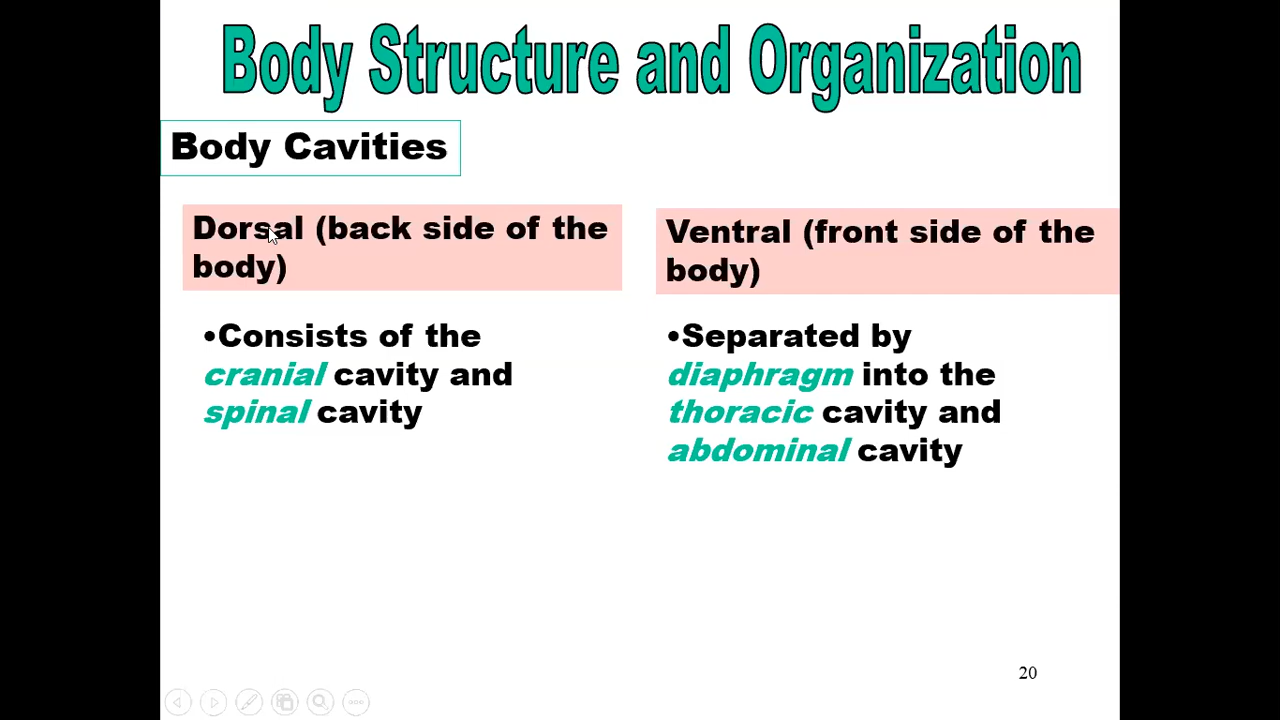 Body Structure and Organization
Body Cavities
Dorsal (back side of the
body)
•Consists of the
cranial cavity and
spinal cavity
Ventral (front side of the
body)
•Separated by
diaphragm into the
thoracic cavity and
abdominal cavity
20